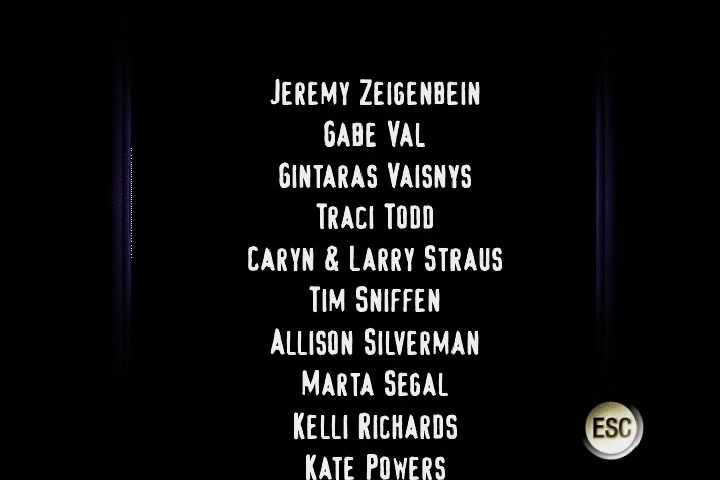 Jeremy Zeigenbein
Gabe Val
Gintaras Vaisnys
Traci Todd
Caryn & Larry Straus
Tim Sniffen
Allison Silverman
Marta Segal
Kelli Richards
Kate Powers
ESC